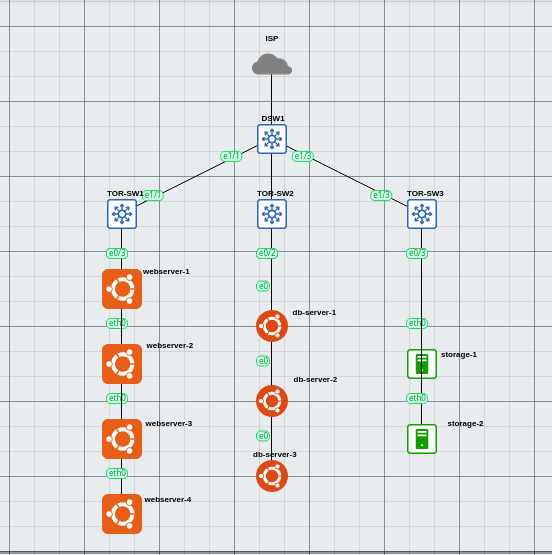 ISP
DSW1
e1/1
e1/3
TOR-SW1
e1/1
TOR-SW2
e1/3
TOR-SW3
e0/3
e0/2
e0/3
webserver-1
e0
db-server-1
eth0
eth0
webserver-2
storage-1
e0
db-server-2
eth0
eth0
webserver-3
storage-2
e0
db-server-3
eth0
webserver-4